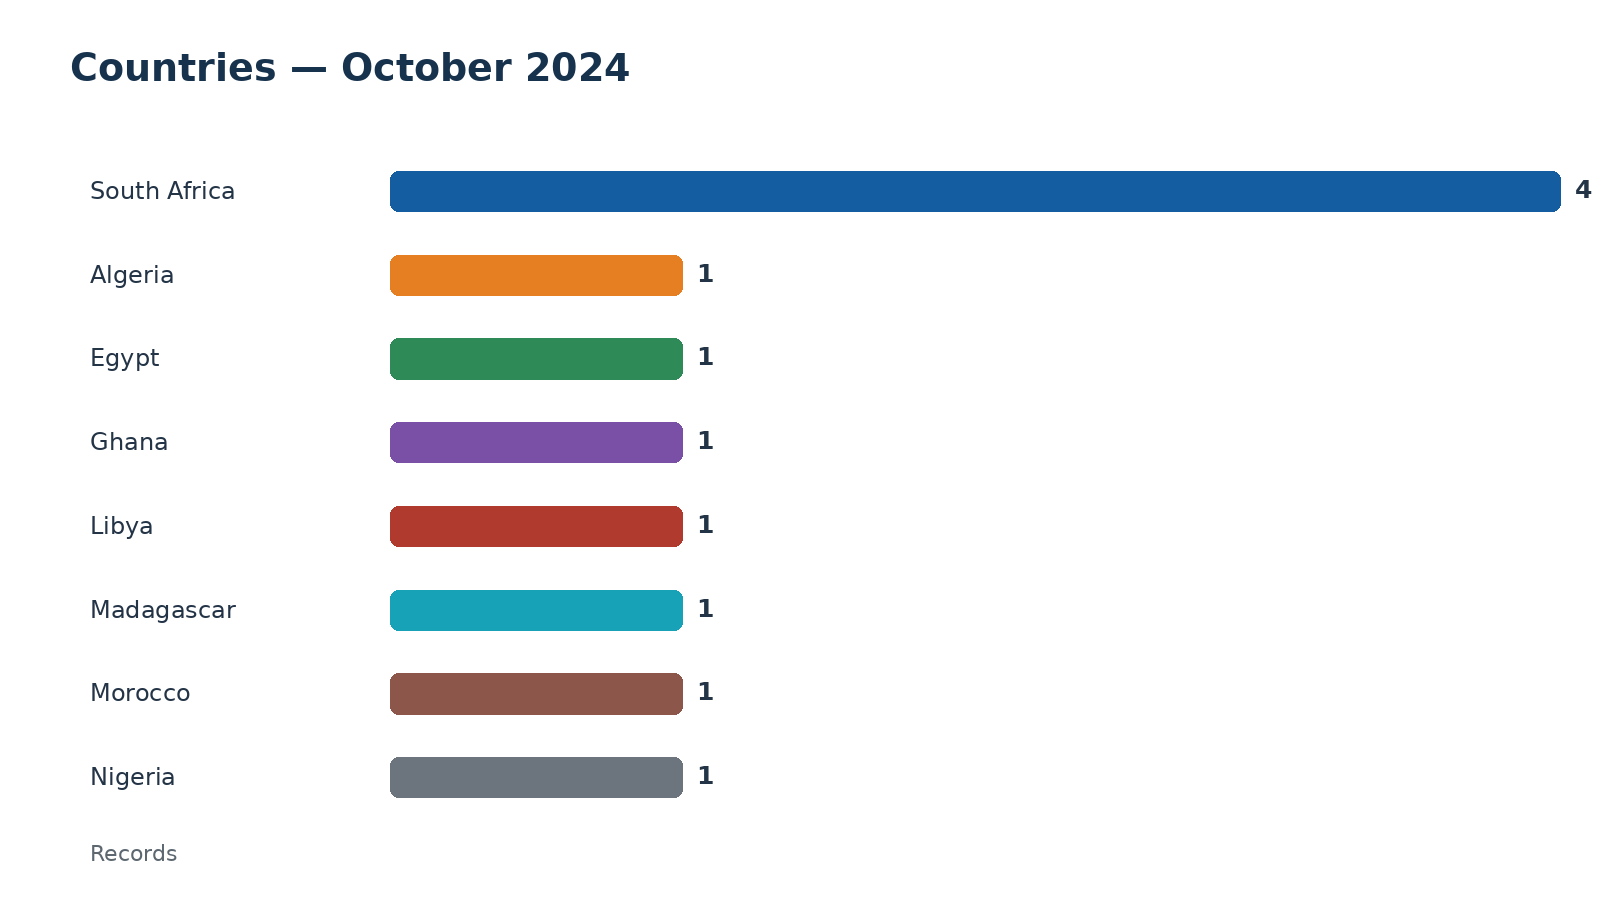 Countries — October 2024
South Africa 4
Algeria 1
Egypt 1
Ghana 1
Libya 1
Madagascar 1
Morocco 1
Nigeria 1
Records